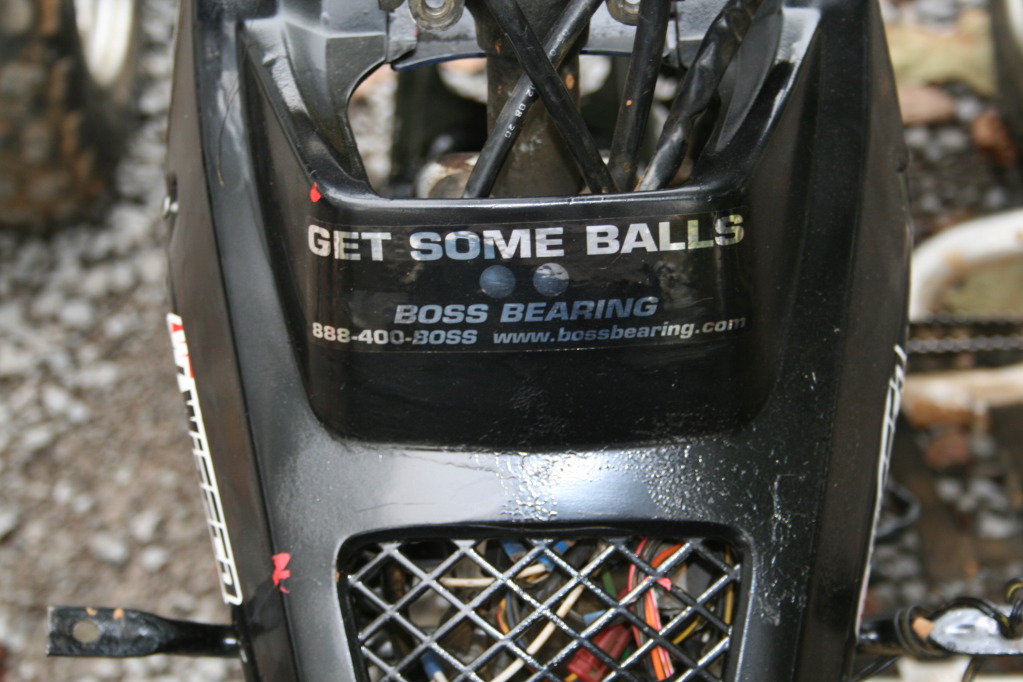 GET SOME BALLS
BOSS BEARING
888-400-BOSS www.bossbearing.com